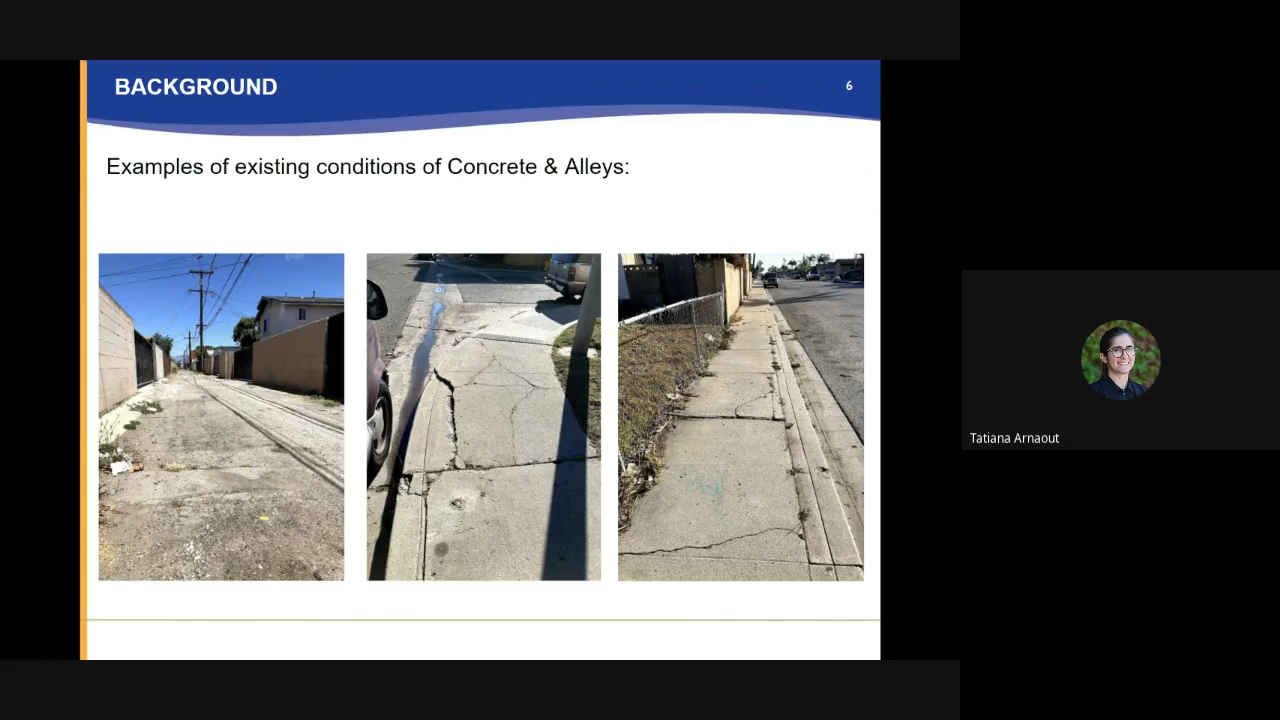 BACKGROUND
6
Examples of existing conditions of Concrete & Alleys:
Tatiana Arnaout